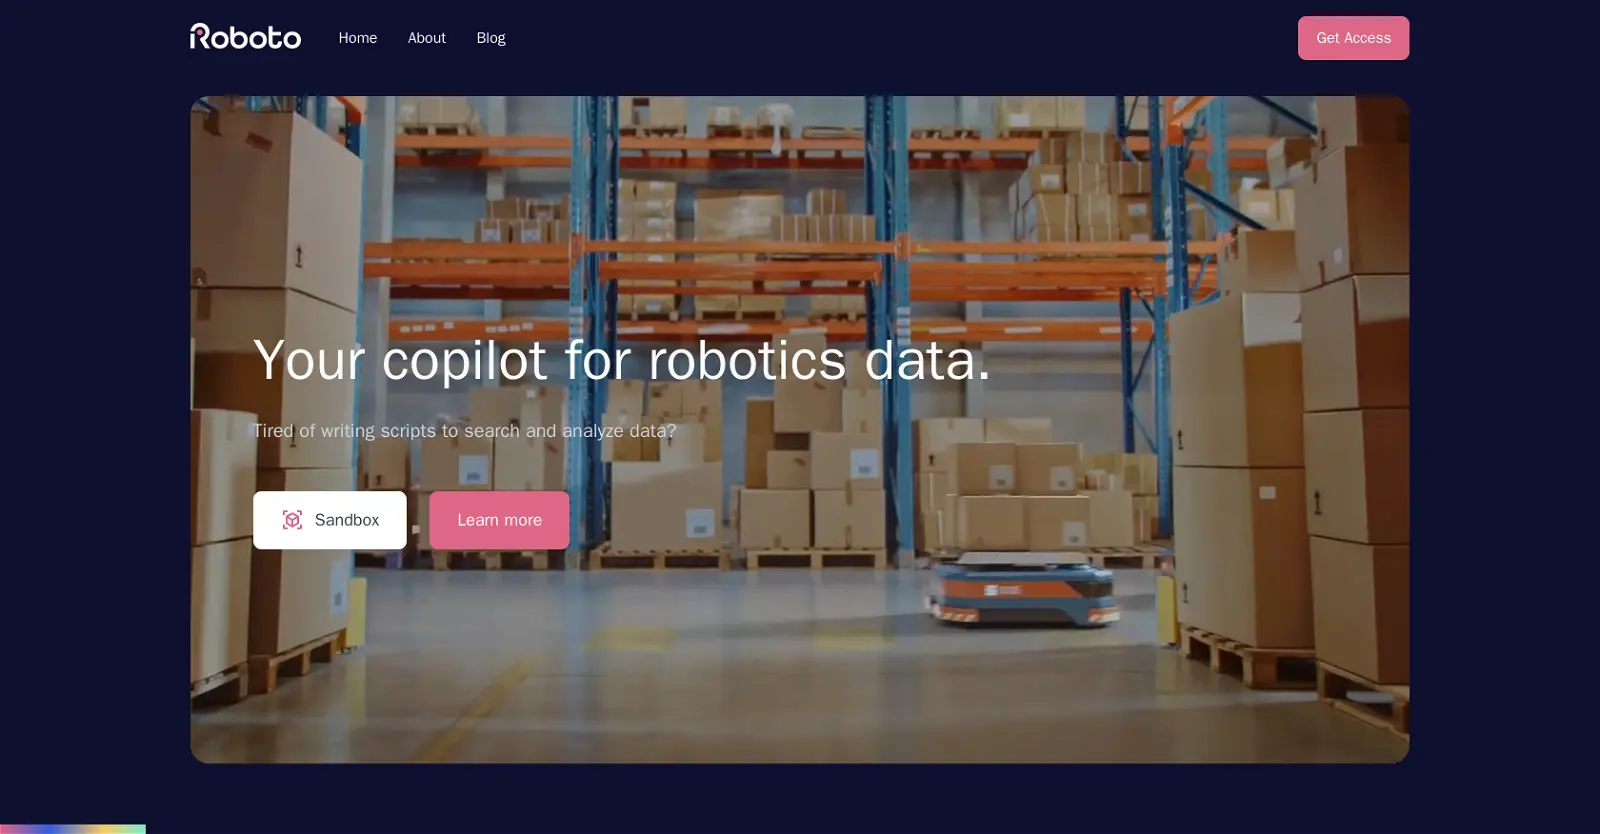 Roboto
Home
About
Blog
Get Access
Your copilot for robotics data.
Tired of writing scripts to search and analyze data?
Sandbox
Learn more